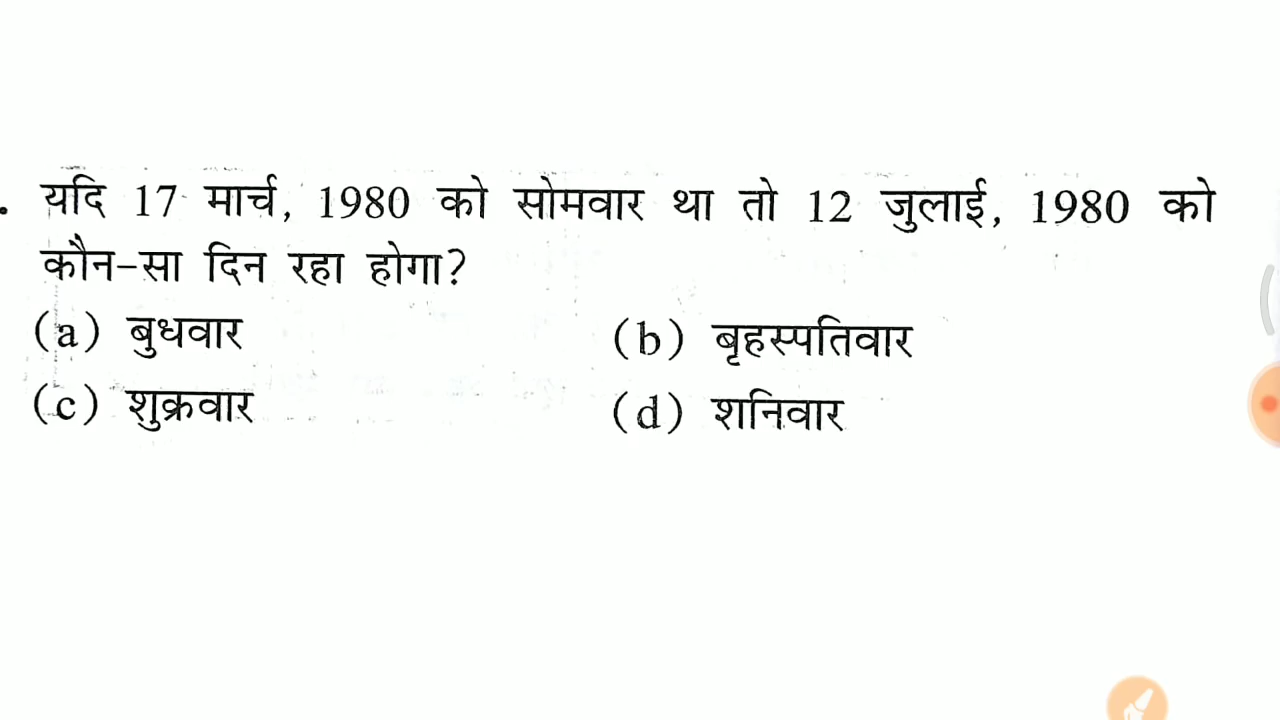 . यदि 17 मार्च, 1980 को सोमवार था तो 12 जुलाई, 1980 को
कौन-सा दिन रहा होगा?
(a) बुधवार (b) बृहस्पतिवार
(c) शुक्रवार (d) शनिवार